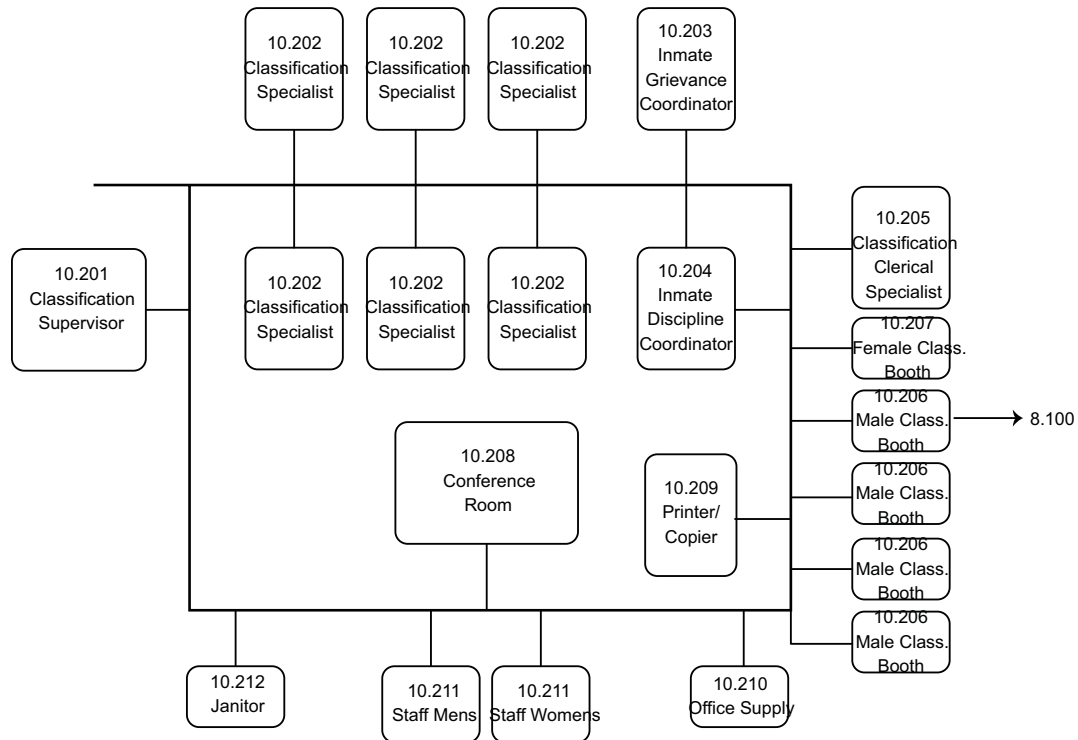 10.202
Classification
Specialist
10.202
Classification
Specialist
10.202
Classification
Specialist
10.203
Inmate
Grievance
Coordinator
10.201
Classification
Supervisor
10.202
Classification
Specialist
10.202
Classification
Specialist
10.202
Classification
Specialist
10.204
Inmate
Discipline
Coordinator
10.205
Classification
Clerical
Specialist
10.207
Female Class.
Booth
10.206
Male Class.
Booth
8.100
10.208
Conference
Room
10.209
Printer/
Copier
10.206
Male Class.
Booth
10.206
Male Class.
Booth
10.206
Male Class.
Booth
10.212
Janitor
10.211
Staff Mens
10.211
Staff Womens
10.210
Office Supply